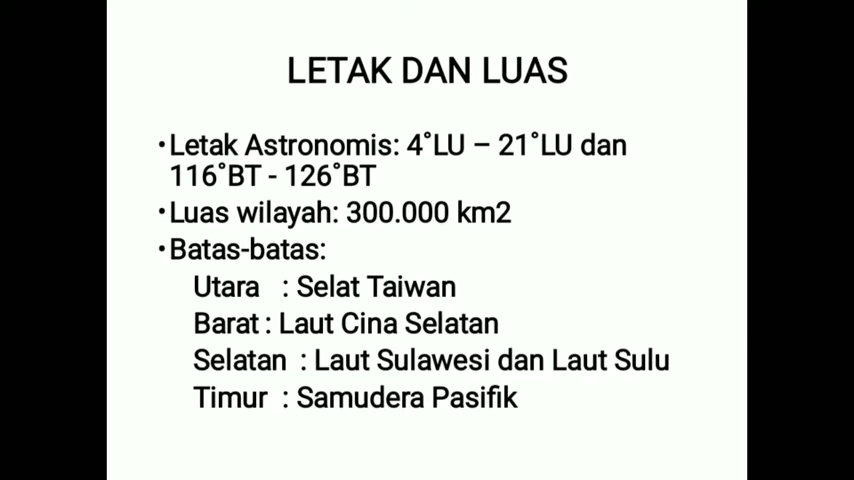 LETAK DAN LUAS
•Letak Astronomis: 4˚LU – 21˚LU dan
116˚BT - 126˚BT
•Luas wilayah: 300.000 km2
•Batas-batas:
Utara : Selat Taiwan
Barat : Laut Cina Selatan
Selatan : Laut Sulawesi dan Laut Sulu
Timur : Samudera Pasifik